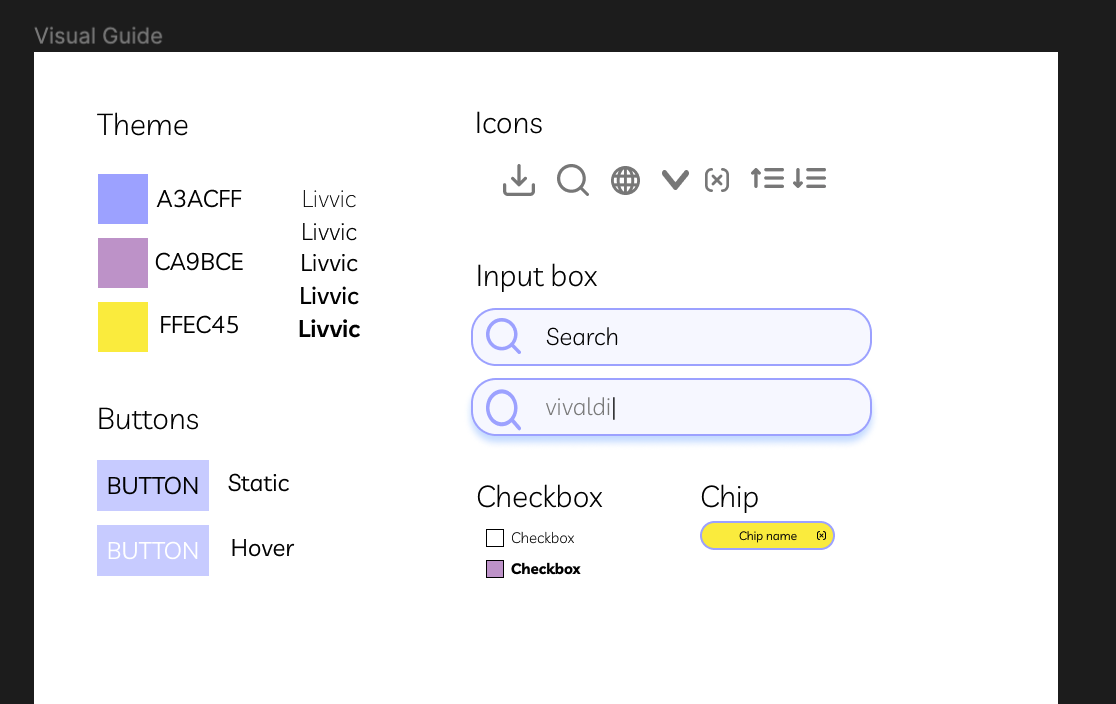 Visual Guide
Theme
A3ACFF
CA9BCE
FFEC45
Livvic
Livvic
Livvic
Livvic
Livvic
Buttons
BUTTON Static
BUTTON Hover
Icons
Input box
Search
vivaldi
Checkbox
Checkbox
Checkbox
Chip
Chip name